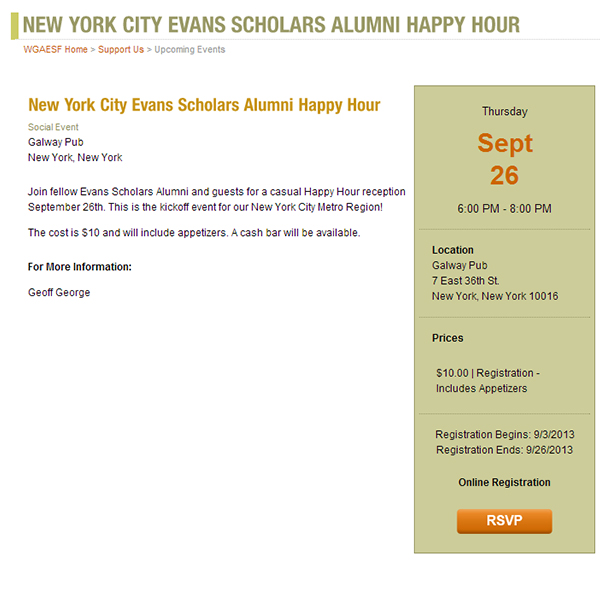 NEW YORK CITY EVANS SCHOLARS ALUMNI HAPPY HOUR
WGAESF Home > Support Us > Upcoming Events
New York City Evans Scholars Alumni Happy Hour
Social Event
Galway Pub
New York, New York
Join fellow Evans Scholars Alumni and guests for a casual Happy Hour reception
September 26th. This is the kickoff event for our New York City Metro Region!
The cost is $10 and will include appetizers. A cash bar will be available.
For More Information:
Geoff George
Thursday
Sept
26
6:00 PM - 8:00 PM
Location
Galway Pub
7 East 36th St.
New York, New York 10016
Prices
$10.00 | Registration -
Includes Appetizers
Registration Begins: 9/3/2013
Registration Ends: 9/26/2013
Online Registration
RSVP